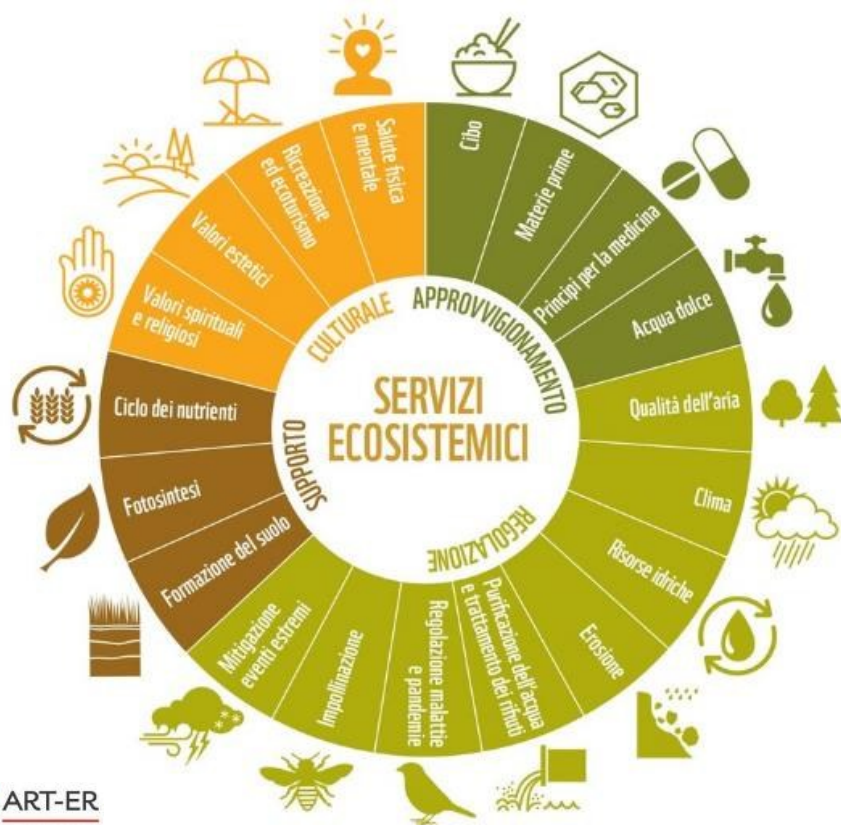 SERVIZI
ECOSISTEMICI
APPROVVIGIONAMENTO
Cibo
Materie prime
Principi per la medicina
Acqua dolce
REGOLAZIONE
Qualità dell'aria
Clima
Risorse idriche
Erosione
Purificazione dell'acqua
e trattamento dei rifiuti
Regolazione malattie
e pandemie
Impollinazione
Mitigazione
eventi estremi
SUPPORTO
Formazione del suolo
Fotosintesi
Ciclo dei nutrienti
CULTURALE
Valori spirituali
e religiosi
Valori estetici
Ricreazione
ed ecoturismo
Salute fisica
e mentale
ART-ER